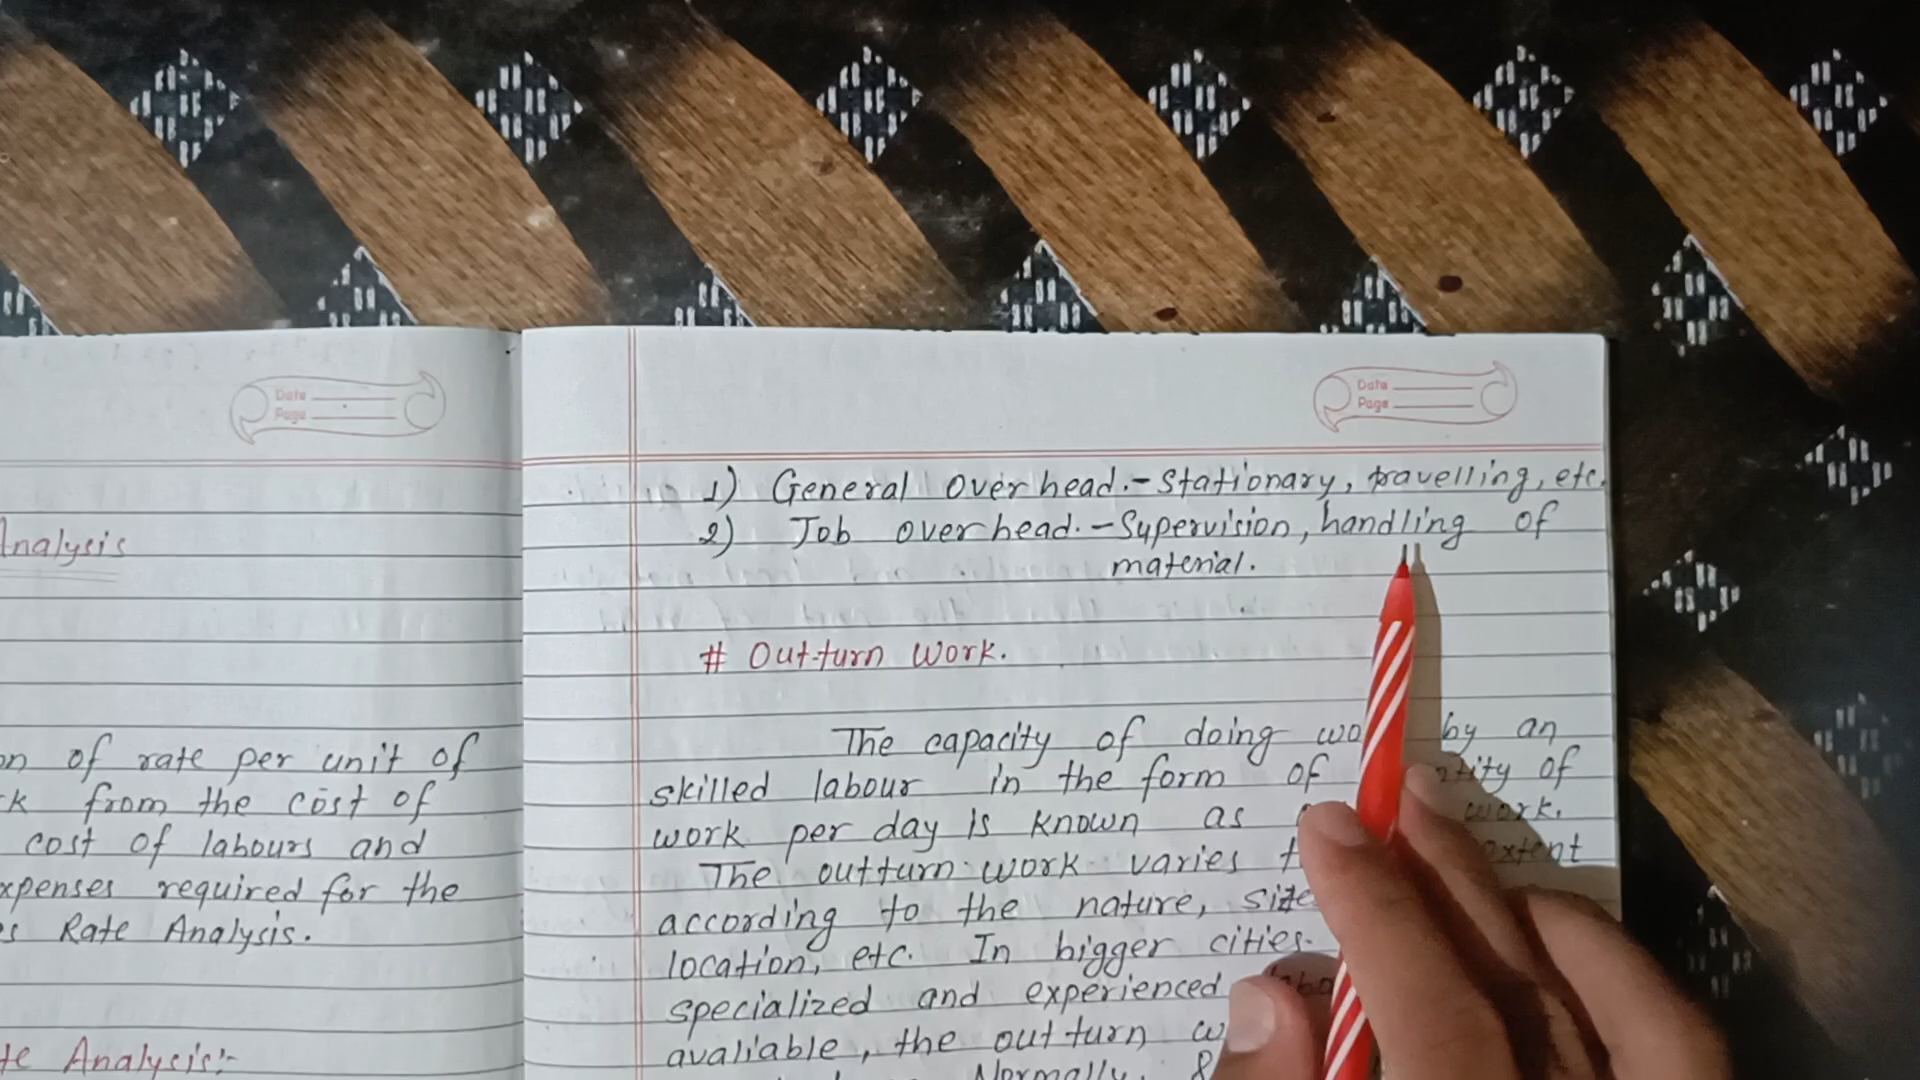 Date
Page
Analysis
of rate per unit of
from the cost of
cost of labours and
expenses required for the
Rate Analysis.
Analysis:-
Date
Page
1) General Over head.- Stationary, travelling, etc.
2) Job over head.- Supervision, handling of
material.
# Out-turn Work.
The capacity of doing by an
skilled labour in the form of of
work per day is known as work.
The outturn work varies extent
according to the nature, size
location, etc. In bigger cities
specialized and experienced
avaliable, the out turn
Normally,